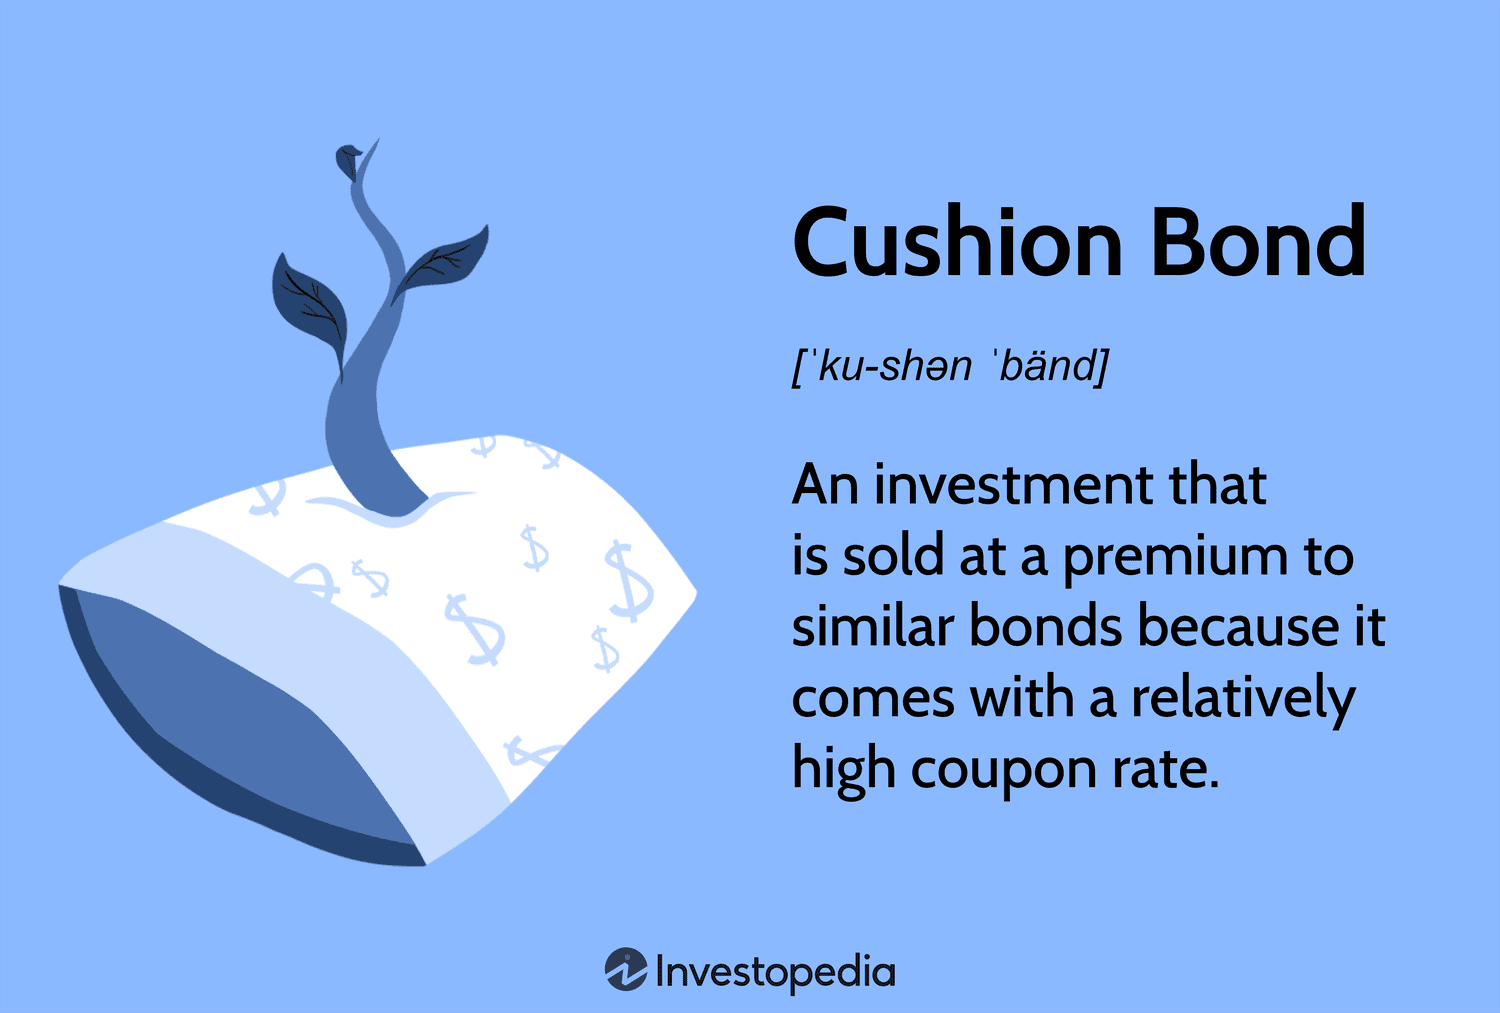 Cushion Bond
[ˈku-shən ˈbänd]
An investment that
is sold at a premium to
similar bonds because it
comes with a relatively
high coupon rate.
Investopedia